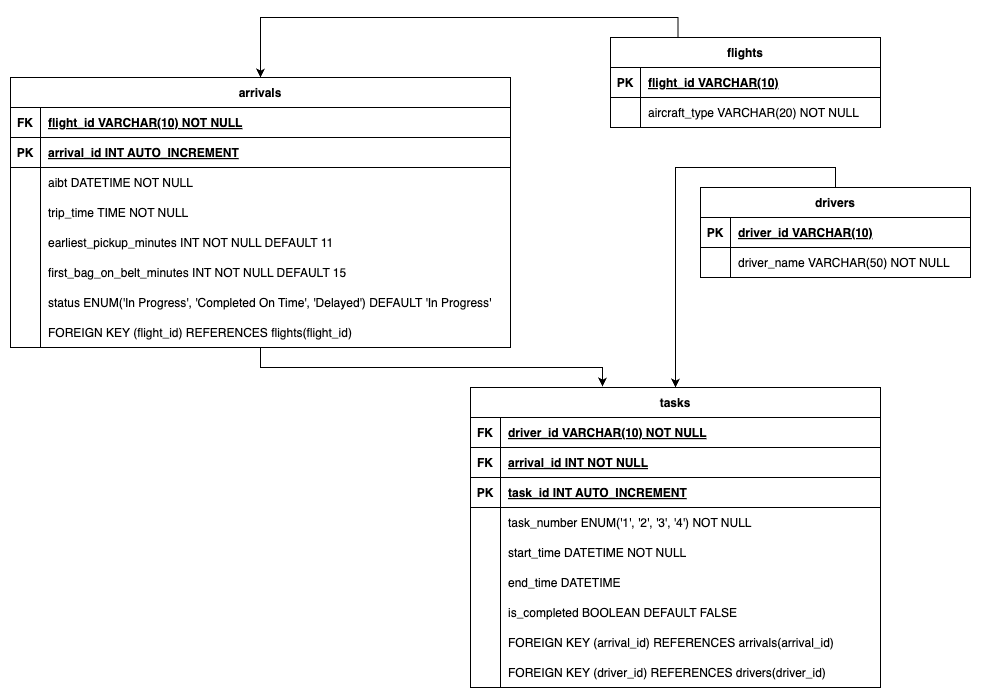 flights
PK flight_id VARCHAR(10)
aircraft_type VARCHAR(20) NOT NULL
arrivals
FK flight_id VARCHAR(10) NOT NULL
PK arrival_id INT AUTO_INCREMENT
aibt DATETIME NOT NULL
trip_time TIME NOT NULL
earliest_pickup_minutes INT NOT NULL DEFAULT 11
first_bag_on_belt_minutes INT NOT NULL DEFAULT 15
status ENUM('In Progress', 'Completed On Time', 'Delayed') DEFAULT 'In Progress'
FOREIGN KEY (flight_id) REFERENCES flights(flight_id)
drivers
PK driver_id VARCHAR(10)
driver_name VARCHAR(50) NOT NULL
tasks
FK driver_id VARCHAR(10) NOT NULL
FK arrival_id INT NOT NULL
PK task_id INT AUTO_INCREMENT
task_number ENUM('1', '2', '3', '4') NOT NULL
start_time DATETIME NOT NULL
end_time DATETIME
is_completed BOOLEAN DEFAULT FALSE
FOREIGN KEY (arrival_id) REFERENCES arrivals(arrival_id)
FOREIGN KEY (driver_id) REFERENCES drivers(driver_id)